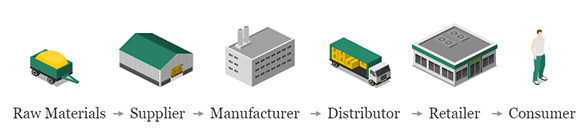 Raw Materials → Supplier → Manufacturer → Distributor → Retailer → Consumer